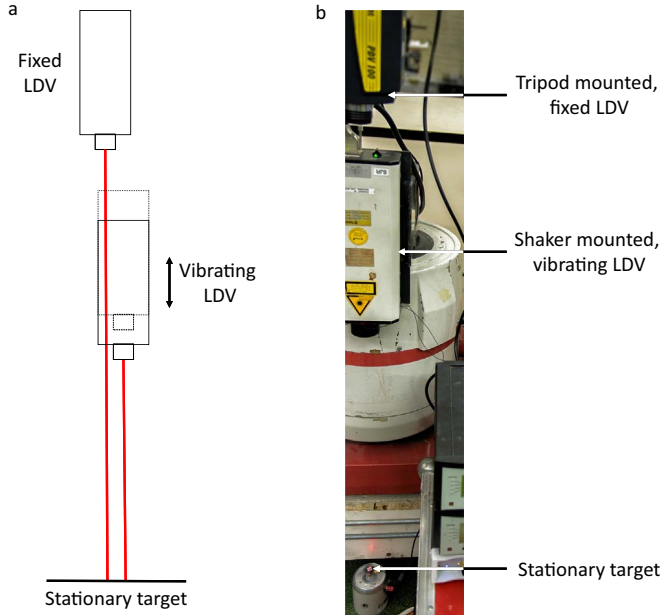 a
Fixed
LDV
Vibrating
LDV
Stationary target
b
PDV 100
Tripod mounted,
fixed LDV
Shaker mounted,
vibrating LDV
Stationary target